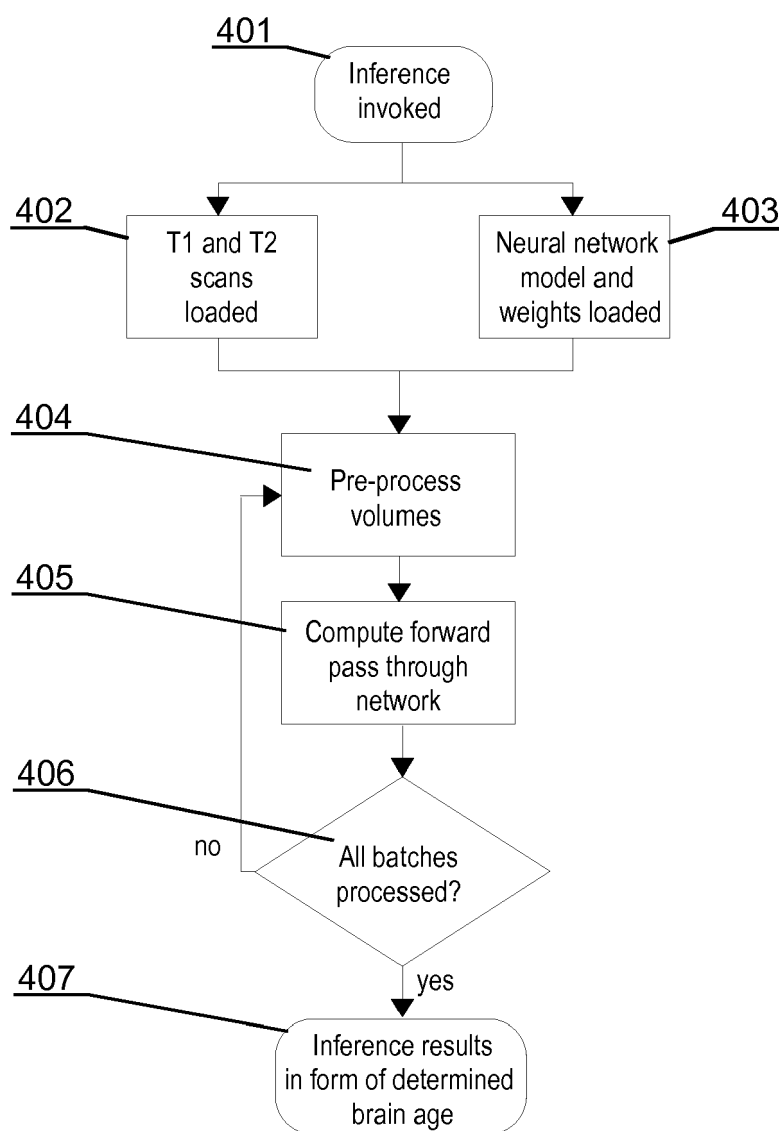 401
Inference
invoked
402
T1 and T2
scans
loaded
403
Neural network
model and
weights loaded
404
Pre-process
volumes
405
Compute forward
pass through
network
406
All batches
processed?
no
yes
407
Inference results
in form of determined
brain age